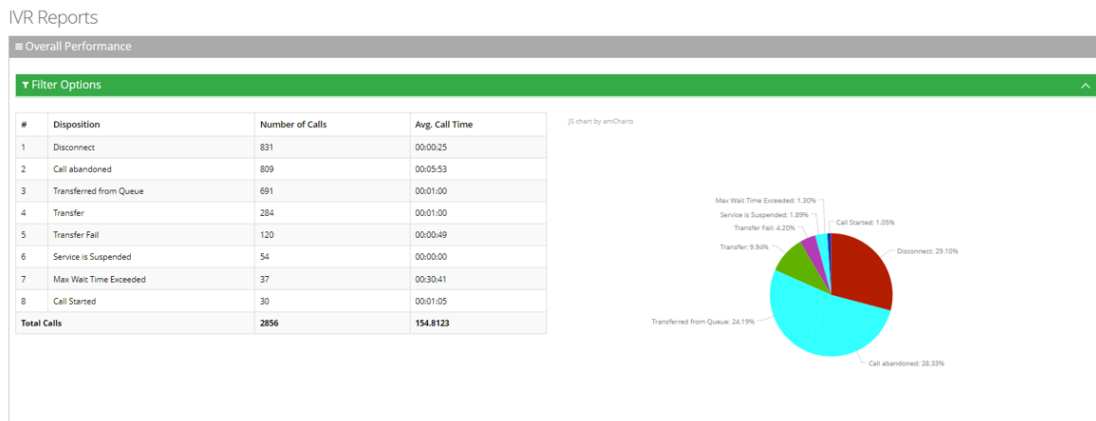 IVR Reports
Overall Performance
Filter Options
# Disposition Number of Calls Avg. Call Time
1 Disconnect 831 00:00:25
2 Call abandoned 809 00:05:53
3 Transferred from Queue 691 00:01:00
4 Transfer 284 00:01:00
5 Transfer Fail 120 00:00:49
6 Service is Suspended 54 00:00:00
7 Max Wait Time Exceeded 37 00:30:41
8 Call Started 30 00:01:05
Total Calls 2856 154.8123
JS chart by amCharts
Max Wait Time Exceeded: 1.30%
Service is Suspended: 1.89%
Call Started: 1.05%
Transfer Fail: 4.20%
Transfer: 9.94%
Disconnect: 29.10%
Transferred from Queue: 24.19%
Call abandoned: 28.33%